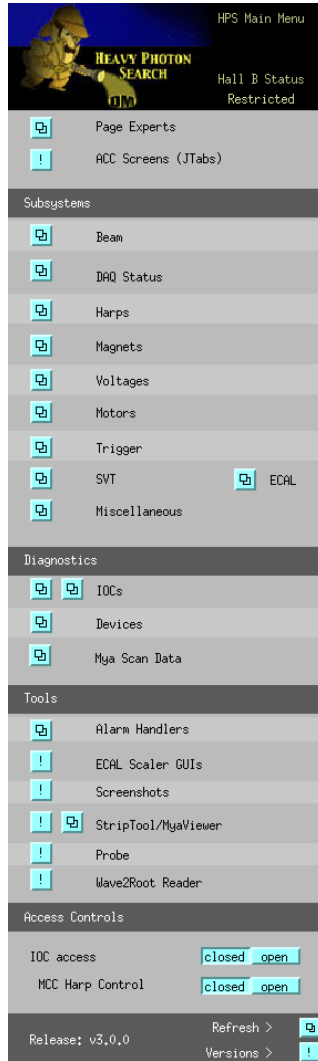 HPS Main Menu
HEAVY PHOTON
SEARCH
Hall B Status
Restricted
Page Experts
! ACC Screens (JTabs)
Subsystems
Beam
DAQ Status
Harps
Magnets
Voltages
Motors
Trigger
SVT ECAL
Miscellaneous
Diagnostics
IOCs
Devices
Mya Scan Data
Tools
Alarm Handlers
! ECAL Scaler GUIs
! Screenshots
! StripTool/MyaViewer
! Probe
! Wave2Root Reader
Access Controls
IOC access closed open
MCC Harp Control closed open
Refresh >
Release: v3.0.0
Versions > !